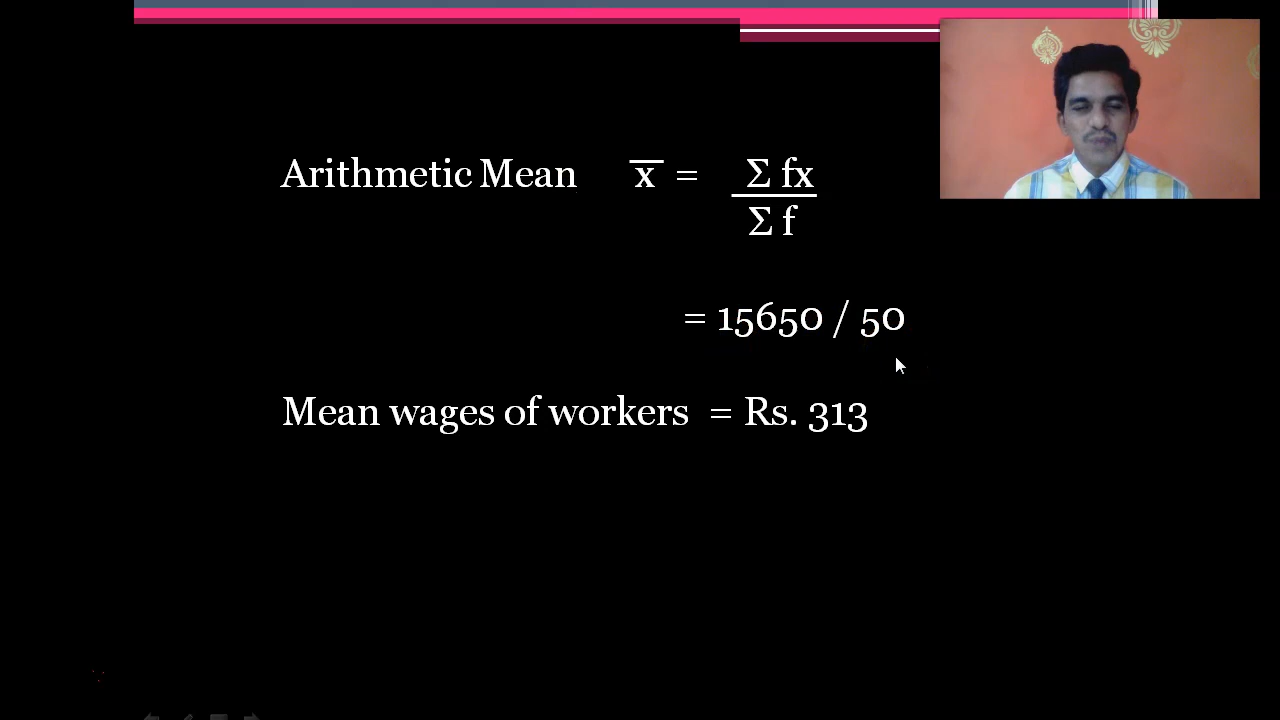 Arithmetic Mean x̅ = Σ fx
Σ f
= 15650 / 50
Mean wages of workers = Rs. 313